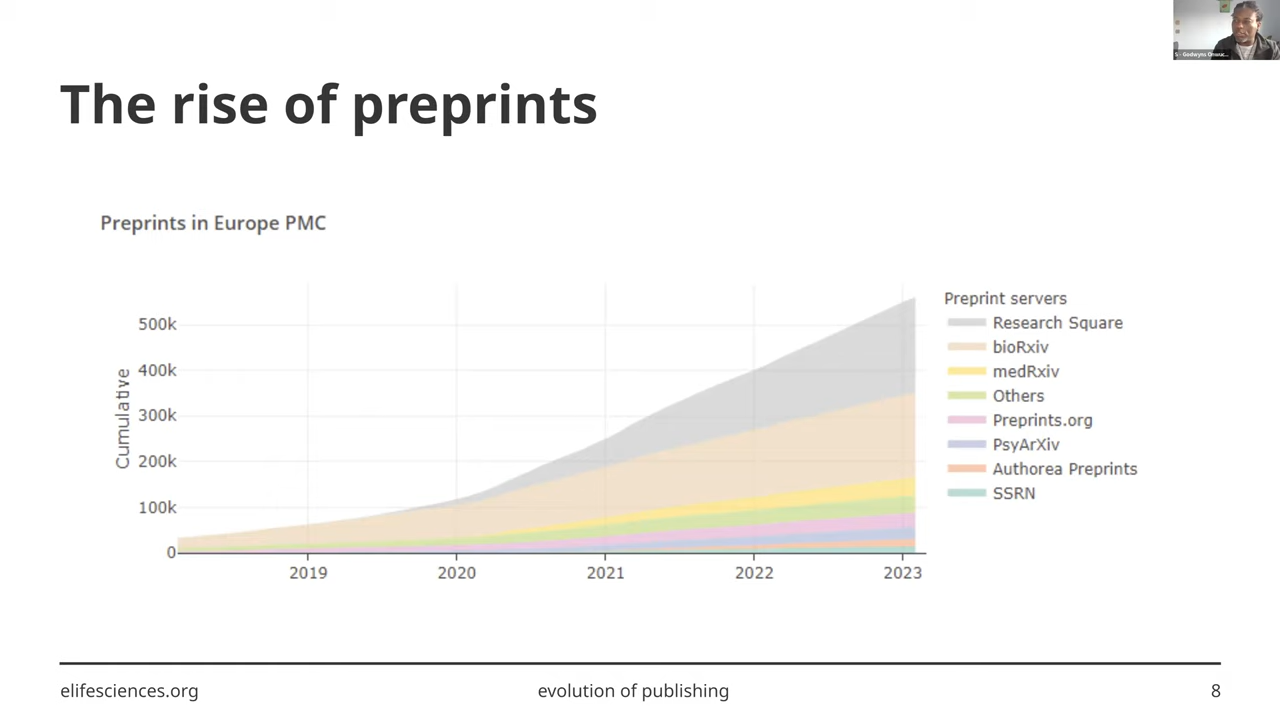 The rise of preprints
Preprints in Europe PMC
Cumulative
500k
400k
300k
200k
100k
0
2019 2020 2021 2022 2023
Preprint servers
Research Square
bioRxiv
medRxiv
Others
Preprints.org
PsyArXiv
Authorea Preprints
SSRN
elifesciences.org evolution of publishing 8